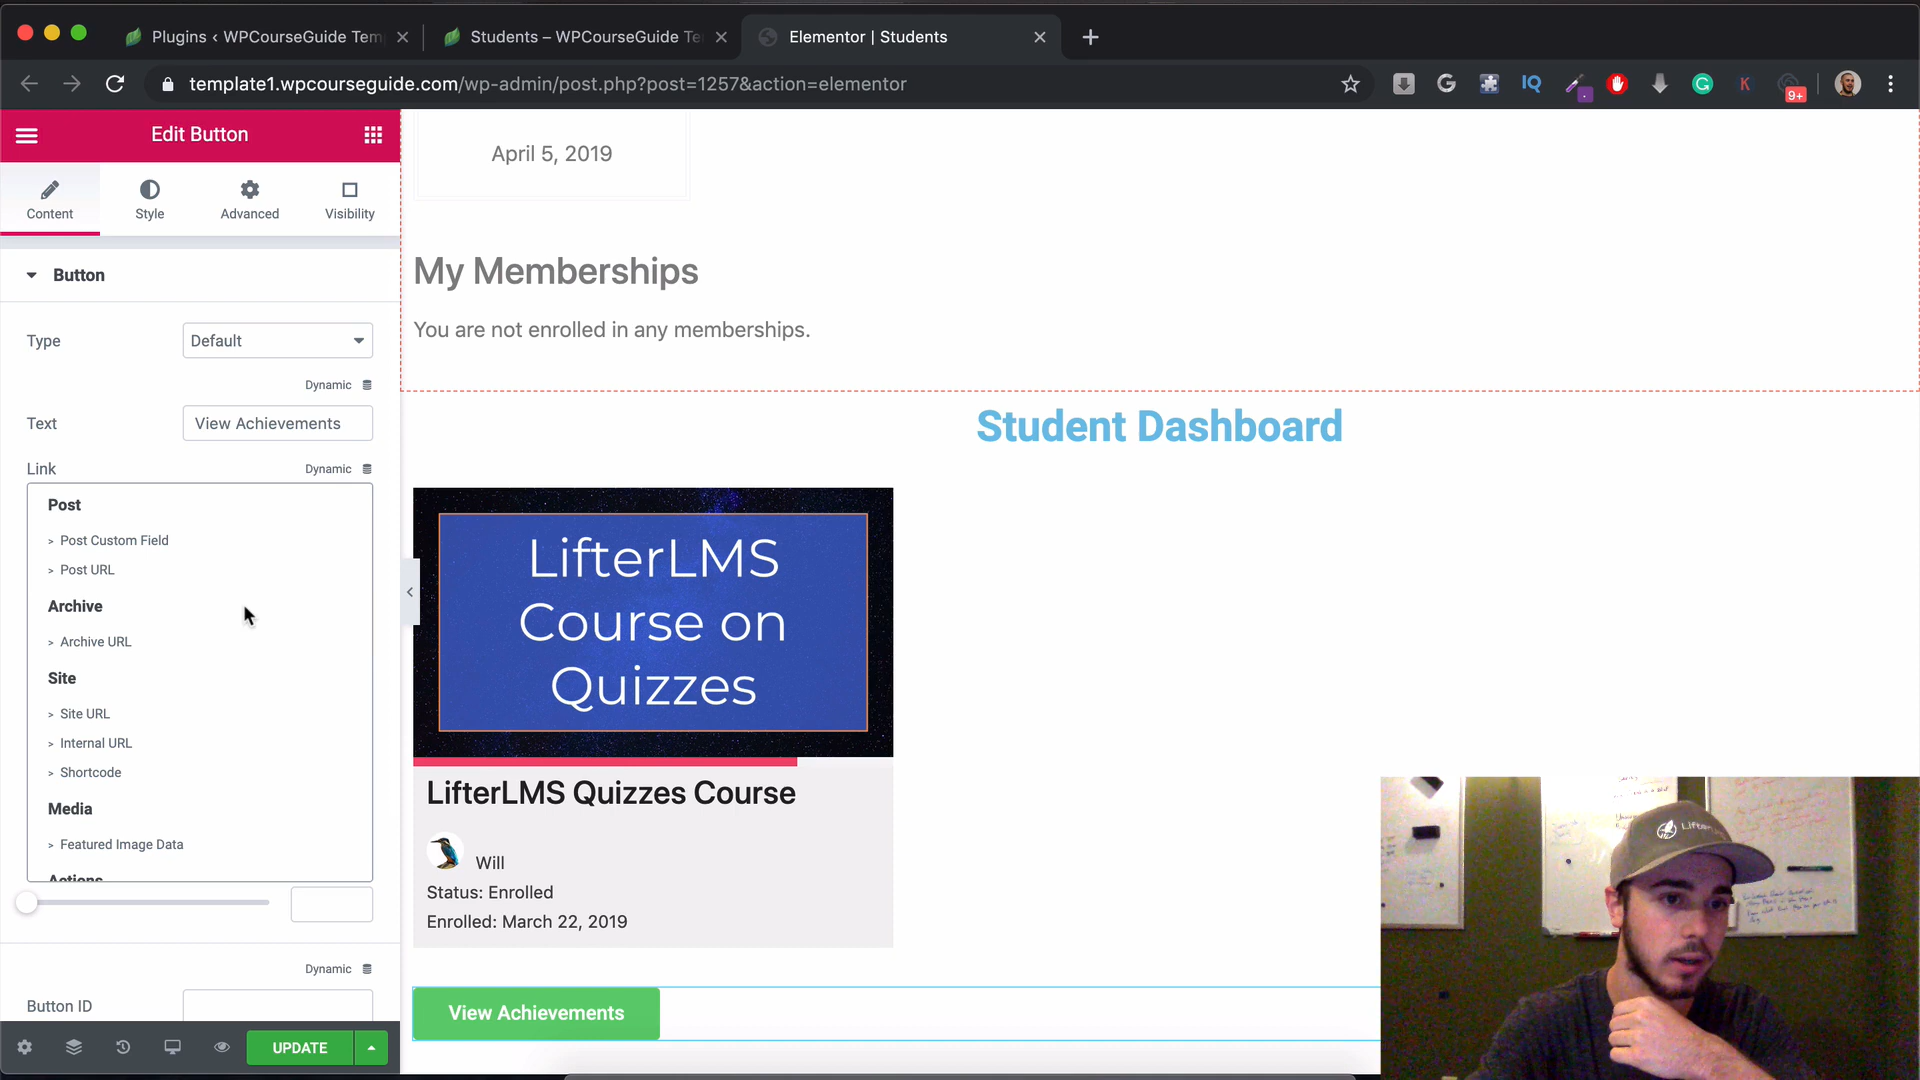 Plugins ‹ WPCourseGuide Tem
Students – WPCourseGuide Te
Elementor | Students
template1.wpcourseguide.com/wp-admin/post.php?post=1257&action=elementor
9+
Edit Button
Content
Style
Advanced
Visibility
Button
Type
Default
Dynamic
Text
View Achievements
Link
Dynamic
Post
> Post Custom Field
> Post URL
Archive
> Archive URL
Site
> Site URL
> Internal URL
> Shortcode
Media
> Featured Image Data
Actions
Dynamic
Button ID
UPDATE
April 5, 2019
My Memberships
You are not enrolled in any memberships.
Student Dashboard
LifterLMS
Course on
Quizzes
LifterLMS Quizzes Course
Will
Status: Enrolled
Enrolled: March 22, 2019
View Achievements